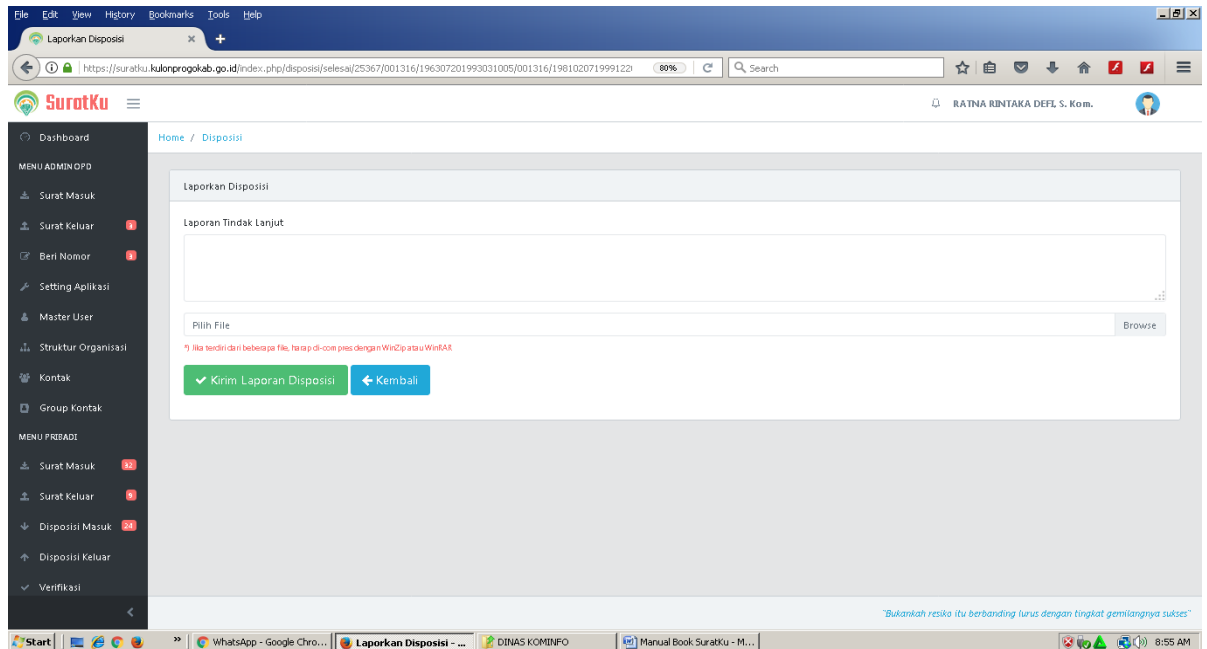 File Edit View History Bookmarks Tools Help
Laporkan Disposisi
https://suratku.kulonprogokab.go.id/index.php/disposisi/selesai/25367/001316/196307201993031005/001316/1981020719991220
80%
Search
SuratKu
RATNA RINTAKA DEFI, S. Kom.
Dashboard
Home / Disposisi
MENU ADMIN OPD
Surat Masuk
Surat Keluar 3
Beri Nomor 3
Setting Aplikasi
Master User
Struktur Organisasi
Kontak
Group Kontak
MENU PRIBADI
Surat Masuk 32
Surat Keluar 9
Disposisi Masuk 24
Disposisi Keluar
Verifikasi
Laporkan Disposisi
Laporan Tindak Lanjut
Pilih File Browse
*) Jika terdiri dari beberapa file, harap di-compres dengan WinZip atau WinRAR
Kirim Laporan Disposisi
Kembali
"Bukankah resiko itu berbanding lurus dengan tingkat gemilangnya sukses"
Start
WhatsApp - Google Chro...
Laporkan Disposisi - ...
DINAS KOMINFO
Manual Book SuratKu - M...
8:55 AM